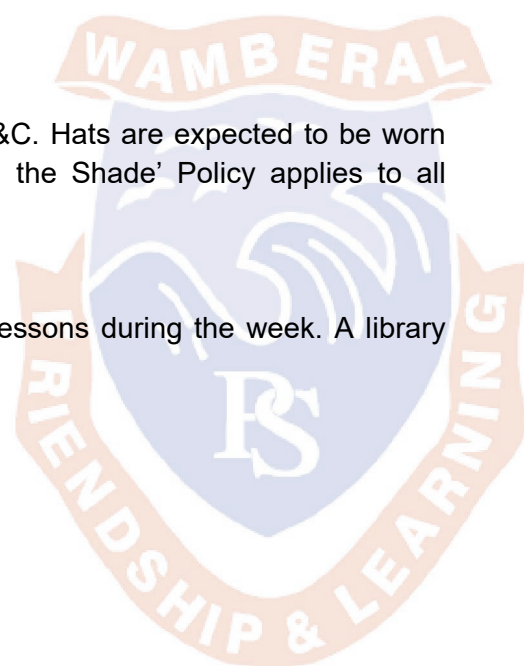 WAMBERAL
&C. Hats are expected to be worn
the Shade’ Policy applies to all
essons during the week. A library
PS
FRIENDSHIP & LEARNING